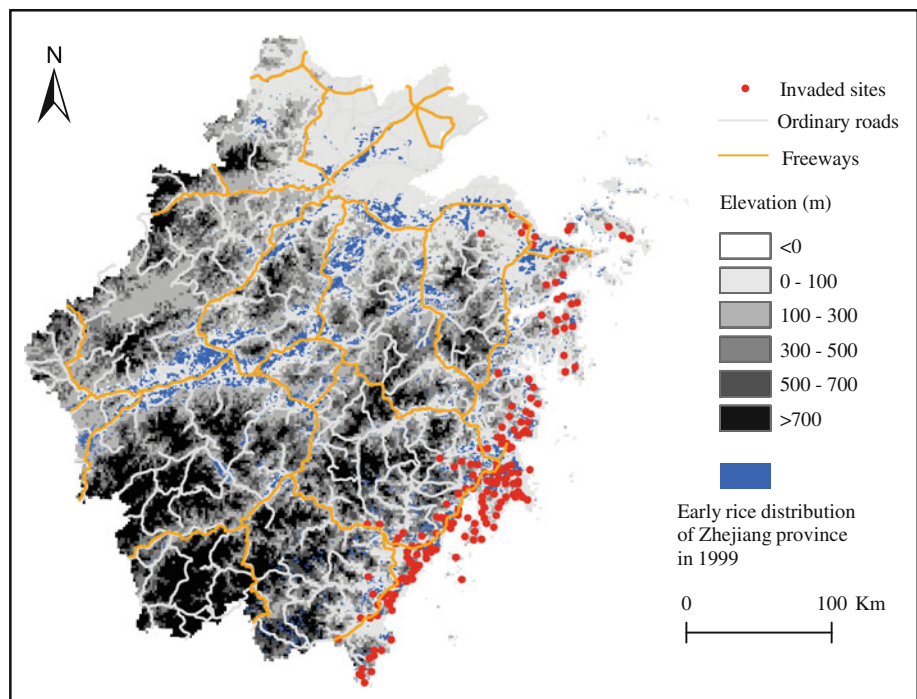 N
Invaded sites
Ordinary roads
Freeways
Elevation (m)
<0
0 - 100
100 - 300
300 - 500
500 - 700
>700
Early rice distribution
of Zhejiang province
in 1999
0 100 Km